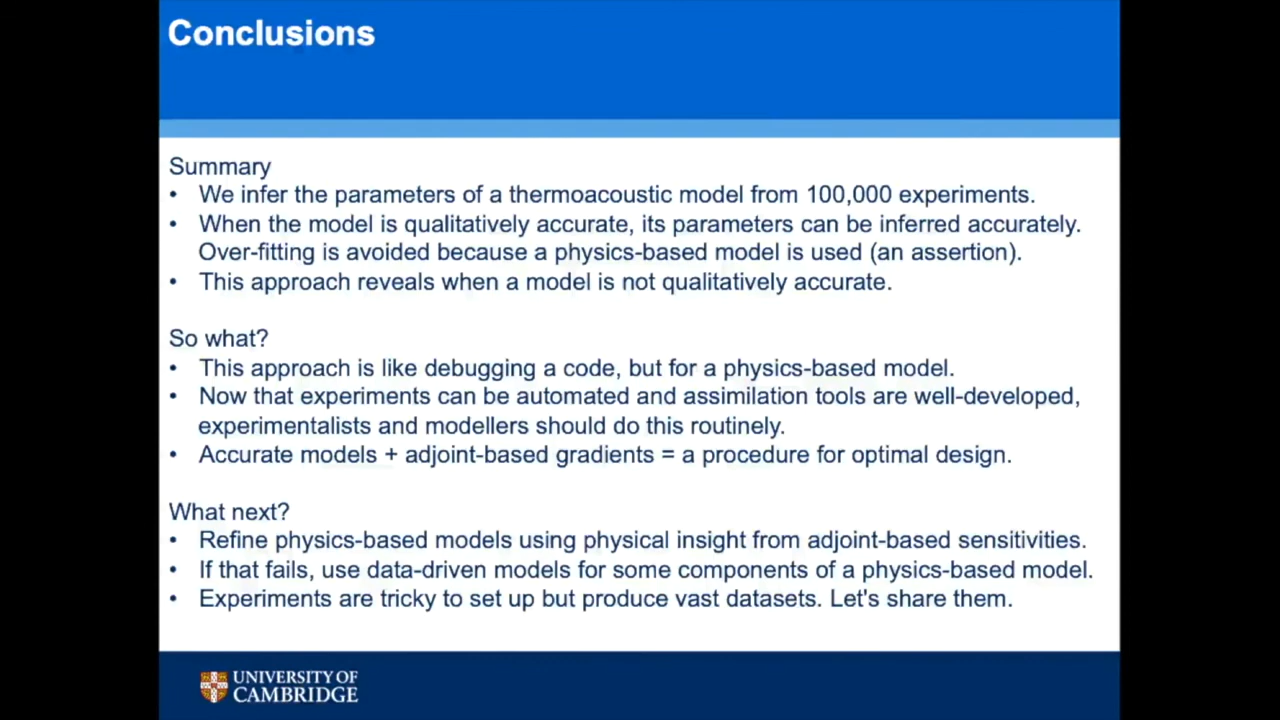 Conclusions
Summary
• We infer the parameters of a thermoacoustic model from 100,000 experiments.
• When the model is qualitatively accurate, its parameters can be inferred accurately.
Over-fitting is avoided because a physics-based model is used (an assertion).
• This approach reveals when a model is not qualitatively accurate.
So what?
• This approach is like debugging a code, but for a physics-based model.
• Now that experiments can be automated and assimilation tools are well-developed,
experimentalists and modellers should do this routinely.
• Accurate models + adjoint-based gradients = a procedure for optimal design.
What next?
• Refine physics-based models using physical insight from adjoint-based sensitivities.
• If that fails, use data-driven models for some components of a physics-based model.
• Experiments are tricky to set up but produce vast datasets. Let's share them.
UNIVERSITY OF
CAMBRIDGE